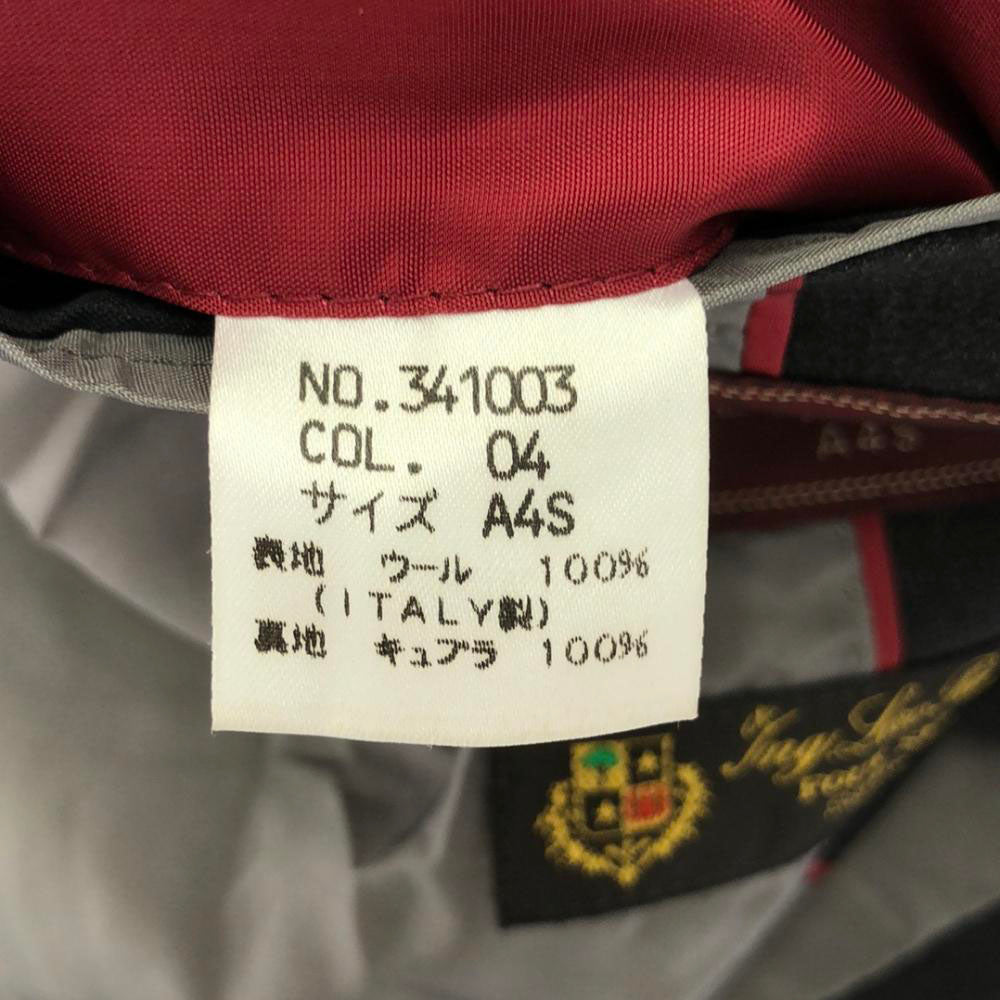 NO.341003
COL. 04
サイズ A4S
表地 ウール 100%
(ITALY製)
裏地 キュプラ 100%
A4S